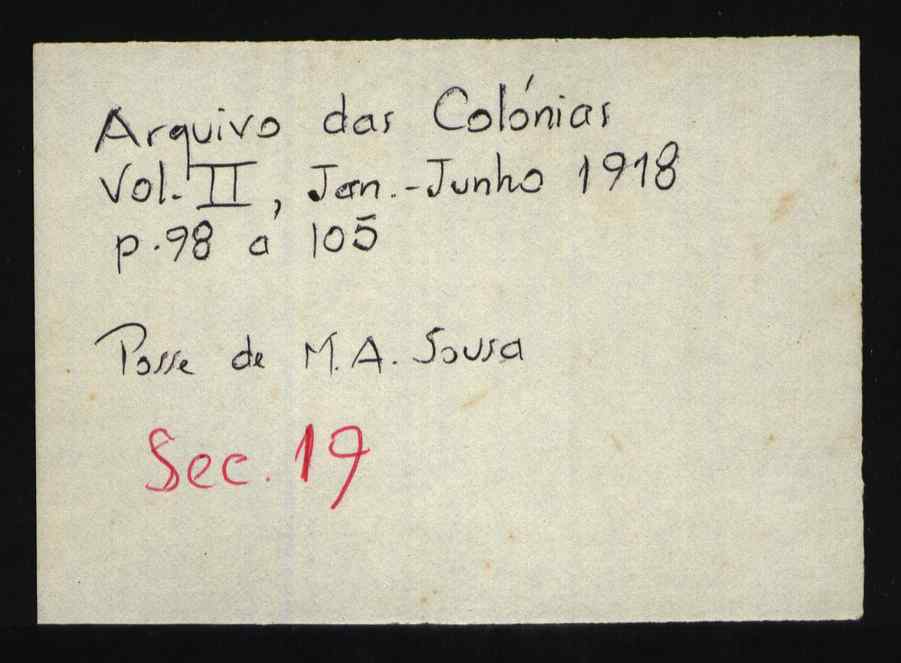 Arquivo das Colónias
Vol. II, Jan.-Junho 1918
p. 98 a 105
Posse de M. A. Sousa
Sec. 19